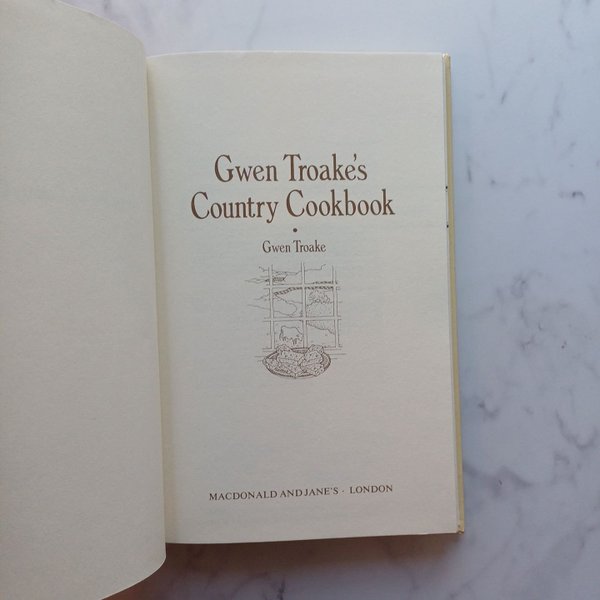 Gwen Troake's
Country Cookbook
•
Gwen Troake
MACDONALD AND JANE'S · LONDON